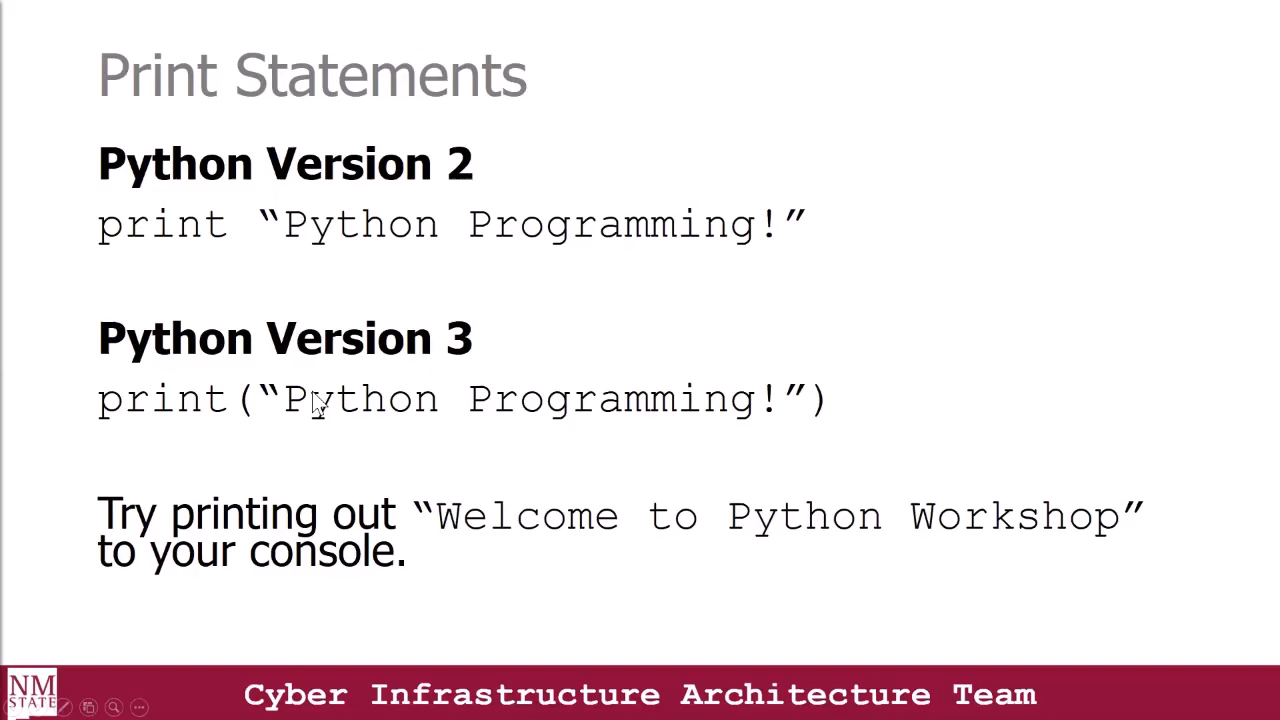 Print Statements
Python Version 2
print “Python Programming!”
Python Version 3
print(“Python Programming!”)
Try printing out “Welcome to Python Workshop”
to your console.
NM
STATE
Cyber Infrastructure Architecture Team